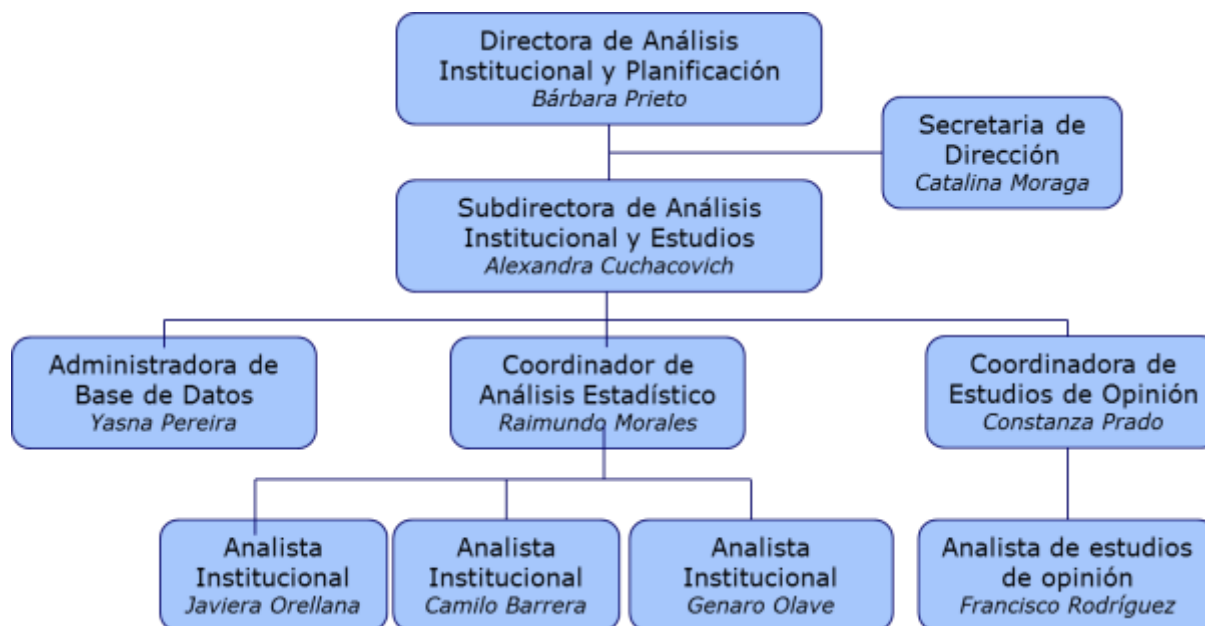 Directora de Análisis
Institucional y Planificación
Bárbara Prieto
Secretaria de
Dirección
Catalina Moraga
Subdirectora de Análisis
Institucional y Estudios
Alexandra Cuchacovich
Administradora de
Base de Datos
Yasna Pereira
Coordinador de
Análisis Estadístico
Raimundo Morales
Coordinadora de
Estudios de Opinión
Constanza Prado
Analista
Institucional
Javiera Orellana
Analista
Institucional
Camilo Barrera
Analista
Institucional
Genaro Olave
Analista de estudios
de opinión
Francisco Rodríguez